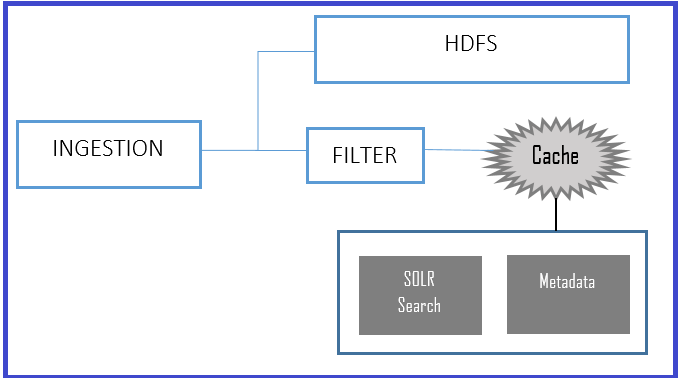 HDFS
INGESTION
FILTER
Cache
SOLR
Search
Metadata